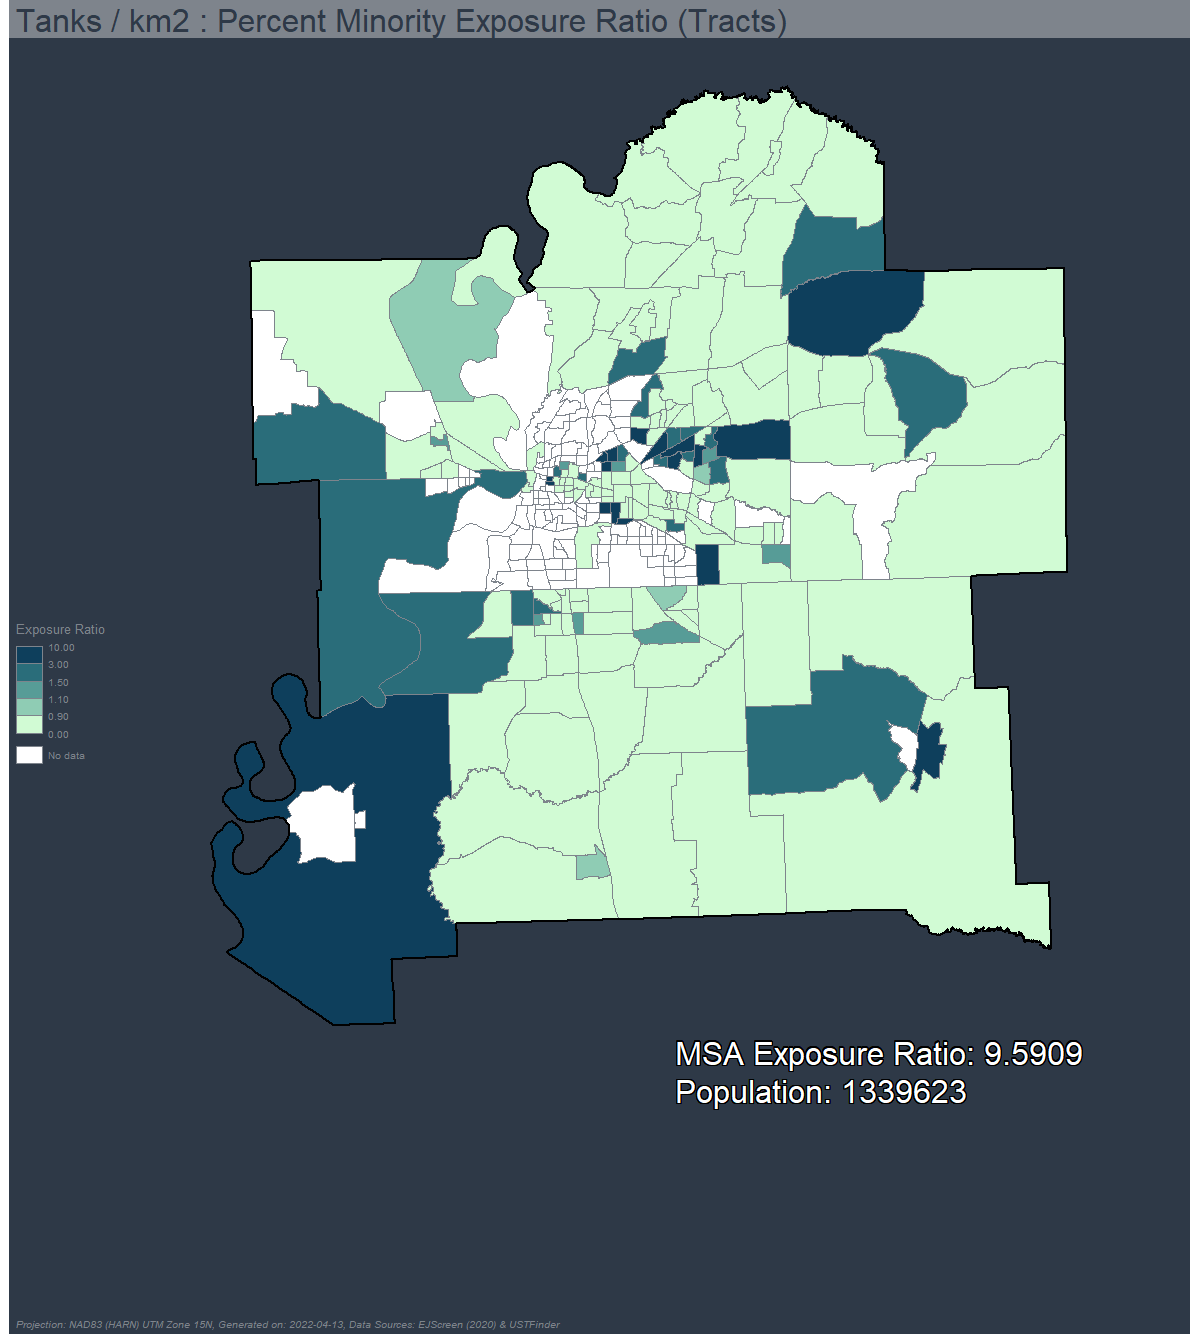 Tanks / km2 : Percent Minority Exposure Ratio (Tracts)
Exposure Ratio
10.00
3.00
1.50
1.10
0.90
0.00
No data
MSA Exposure Ratio: 9.5909
Population: 1339623
Projection: NAD83 (HARN) UTM Zone 15N, Generated on: 2022-04-13, Data Sources: EJScreen (2020) & USTFinder